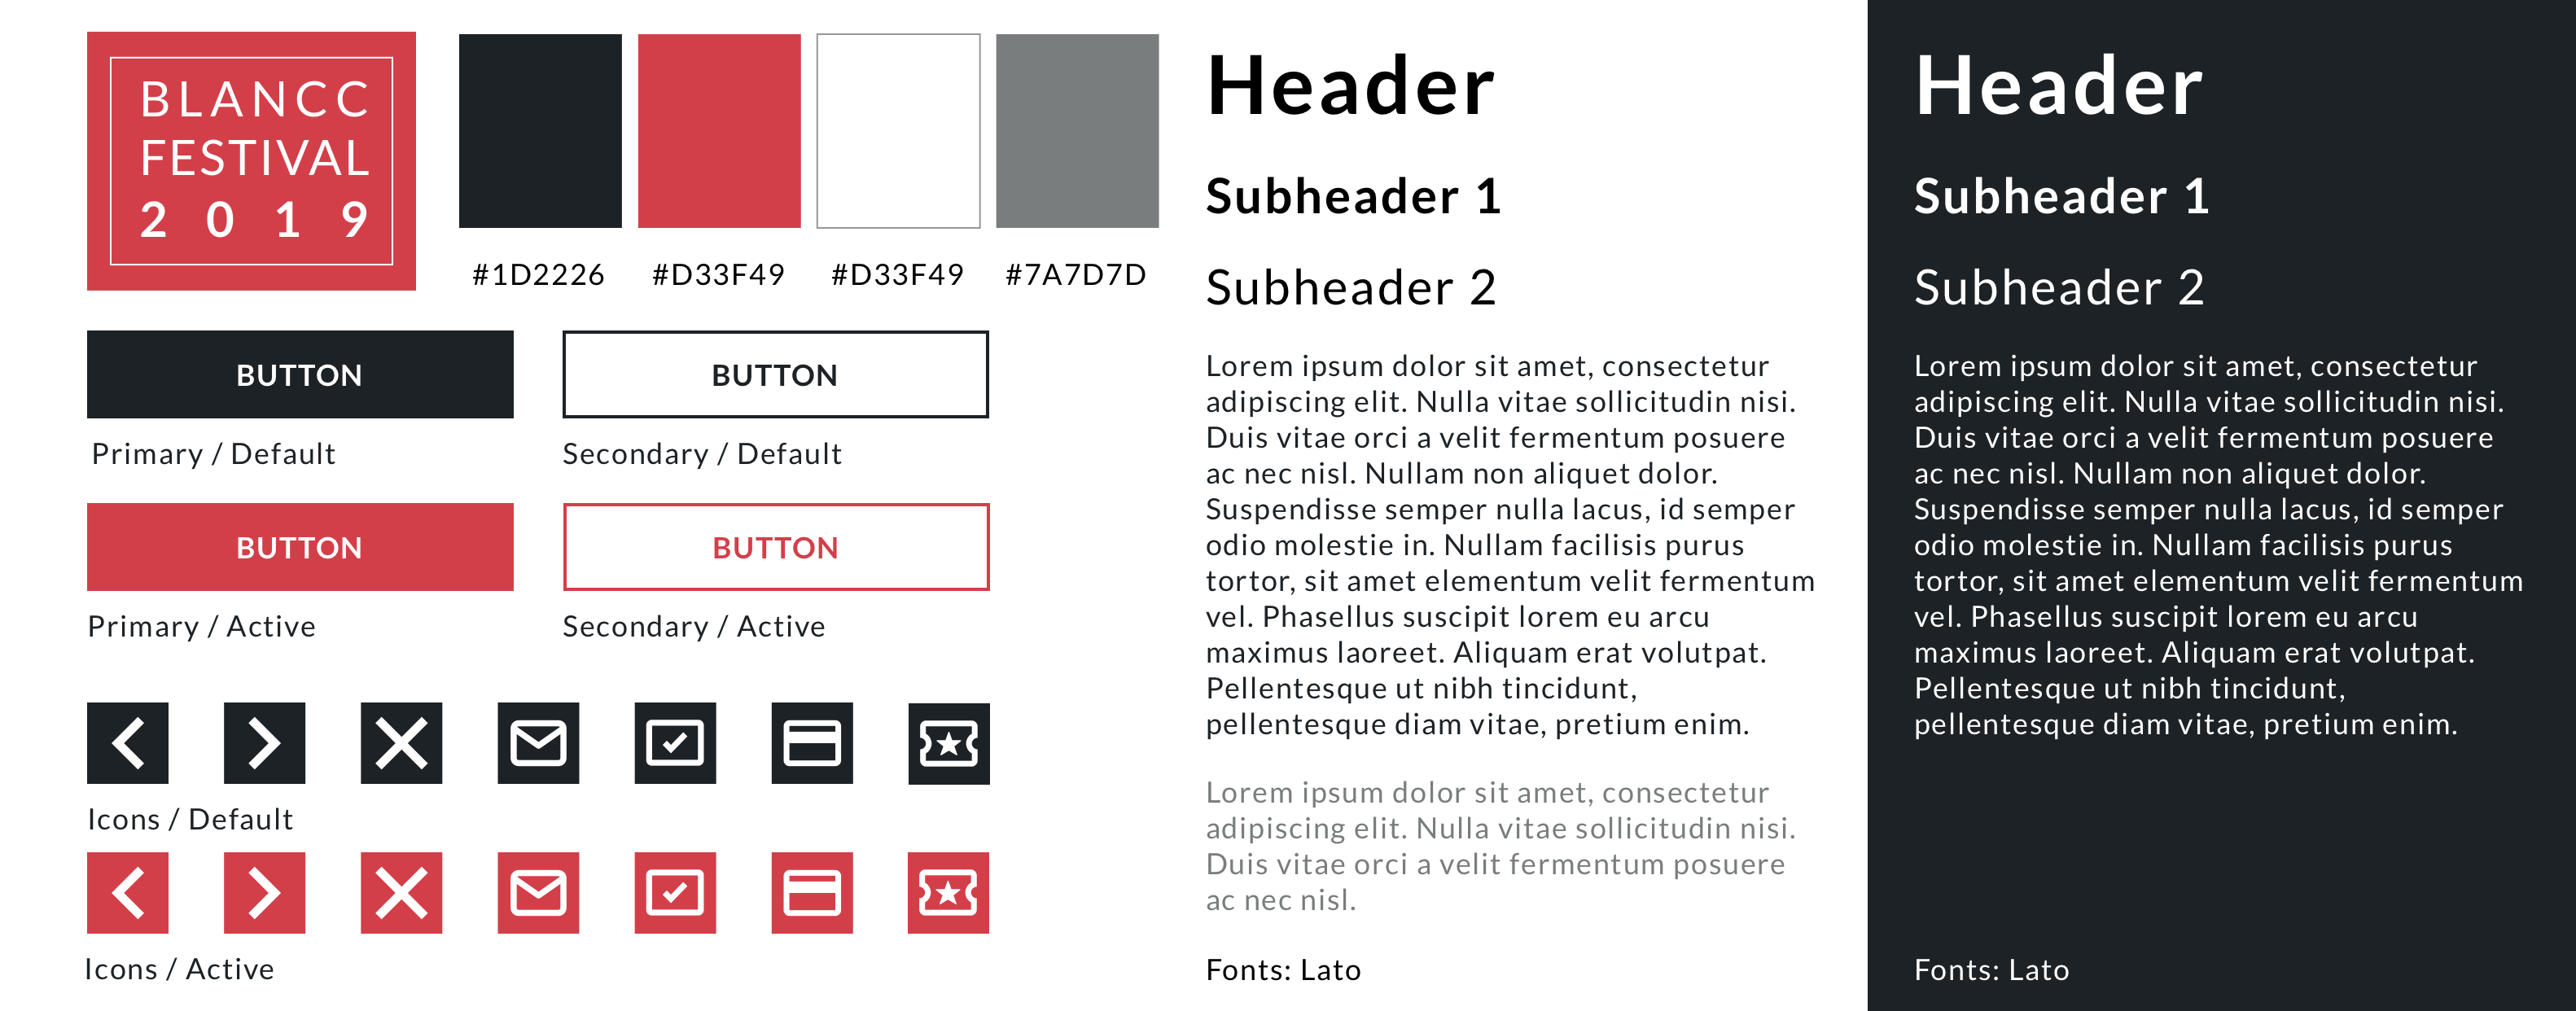 BLANCC
FESTIVAL
2 0 1 9
#1D2226
#D33F49
#D33F49
#7A7D7D
BUTTON
BUTTON
Primary / Default
Secondary / Default
BUTTON
BUTTON
Primary / Active
Secondary / Active
Icons / Default
Icons / Active
Header
Subheader 1
Subheader 2
Lorem ipsum dolor sit amet, consectetur
adipiscing elit. Nulla vitae sollicitudin nisi.
Duis vitae orci a velit fermentum posuere
ac nec nisl. Nullam non aliquet dolor.
Suspendisse semper nulla lacus, id semper
odio molestie in. Nullam facilisis purus
tortor, sit amet elementum velit fermentum
vel. Phasellus suscipit lorem eu arcu
maximus laoreet. Aliquam erat volutpat.
Pellentesque ut nibh tincidunt,
pellentesque diam vitae, pretium enim.
Lorem ipsum dolor sit amet, consectetur
adipiscing elit. Nulla vitae sollicitudin nisi.
Duis vitae orci a velit fermentum posuere
ac nec nisl.
Fonts: Lato
Header
Subheader 1
Subheader 2
Lorem ipsum dolor sit amet, consectetur
adipiscing elit. Nulla vitae sollicitudin nisi.
Duis vitae orci a velit fermentum posuere
ac nec nisl. Nullam non aliquet dolor.
Suspendisse semper nulla lacus, id semper
odio molestie in. Nullam facilisis purus
tortor, sit amet elementum velit fermentum
vel. Phasellus suscipit lorem eu arcu
maximus laoreet. Aliquam erat volutpat.
Pellentesque ut nibh tincidunt,
pellentesque diam vitae, pretium enim.
Fonts: Lato